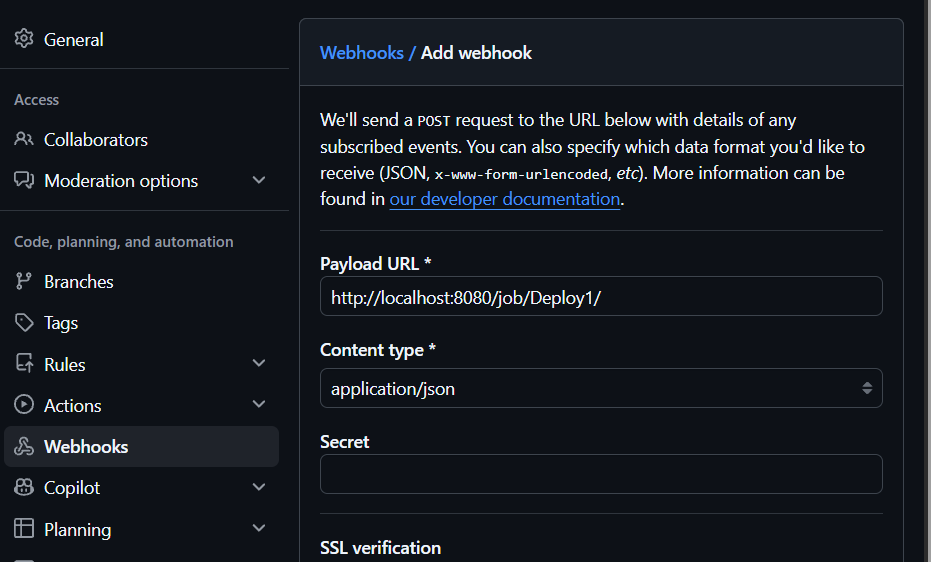 General
Access
Collaborators
Moderation options
Code, planning, and automation
Branches
Tags
Rules
Actions
Webhooks
Copilot
Planning
Webhooks / Add webhook
We'll send a POST request to the URL below with details of any
subscribed events. You can also specify which data format you'd like to
receive (JSON, x-www-form-urlencoded, etc). More information can be
found in our developer documentation.
Payload URL *
http://localhost:8080/job/Deploy1/
Content type *
application/json
Secret
SSL verification